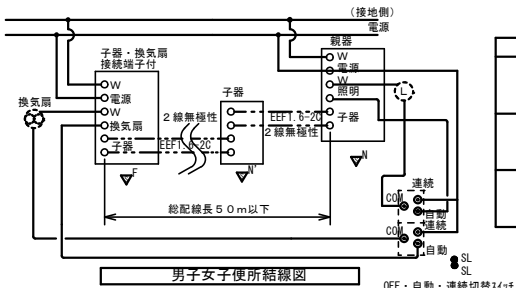 (接地側)
電源
親器
子器・換気扇
接続端子付
W
電源
W
換気扇
子器
換気扇
2線無極性
EEF1.6-2C
子器
EEF1.6-2C
2線無極性
W
電源
W
照明
子器
L
F
N'
N
総配線長50m以下
連続
COM
自動
連続
COM
自動
SL
SL
男子女子便所結線図
OFF・自動・連続切替スイッチ